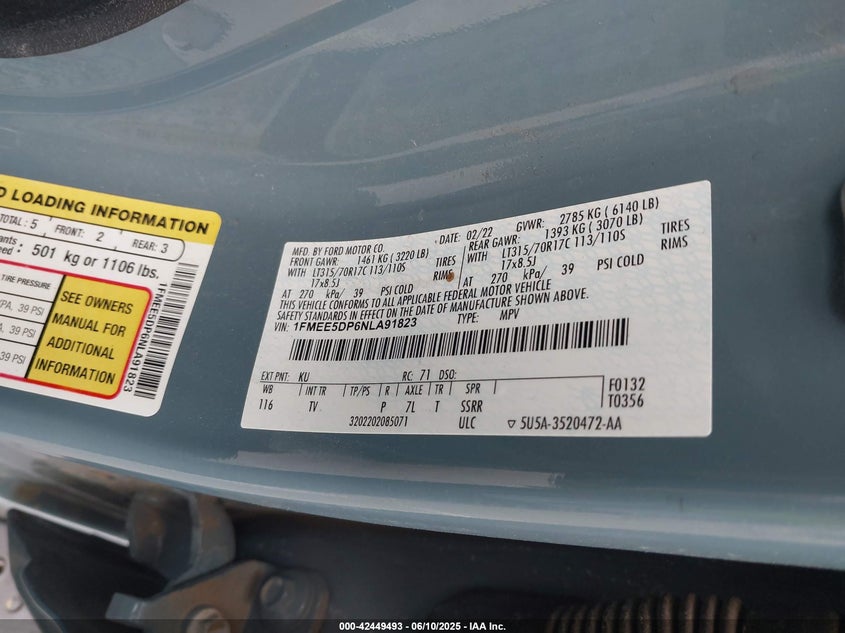 D LOADING INFORMATION
TOTAL: 5 FRONT: 2 REAR: 3
ants
eed: 501 kg or 1106 lbs.
TIRE PRESSURE
PA, 39 PSI
39 PSI
39 PSI
SEE OWNERS
MANUAL FOR
ADDITIONAL
INFORMATION
1FMEE5DP6NLA91823
MFD. BY FORD MOTOR CO. DATE: 02/22 GVWR: 2785 KG ( 6140 LB)
FRONT GAWR: 1461 KG ( 3220 LB) REAR GAWR: 1393 KG ( 3070 LB)
WITH LT315/70R17C 113/110S TIRES WITH LT315/70R17C 113/110S TIRES
17x8.5J RIMS 17x8.5J RIMS
AT 270 kPa/ 39 PSI COLD AT 270 kPa/ 39 PSI COLD
THIS VEHICLE CONFORMS TO ALL APPLICABLE FEDERAL MOTOR VEHICLE
SAFETY STANDARDS IN EFFECT ON THE DATE OF MANUFACTURE SHOWN ABOVE.
VIN: 1FMEE5DP6NLA91823 TYPE: MPV
EXT PNT: KU RC: 71 DSO:
WB INT TR TP/PS R AXLE TR SPR
116 TV P 7L T SSRR
F0132
T0356
3202202085071 ULC 5U5A-3520472-AA
000-42449493 - 06/10/2025 - IAA Inc.